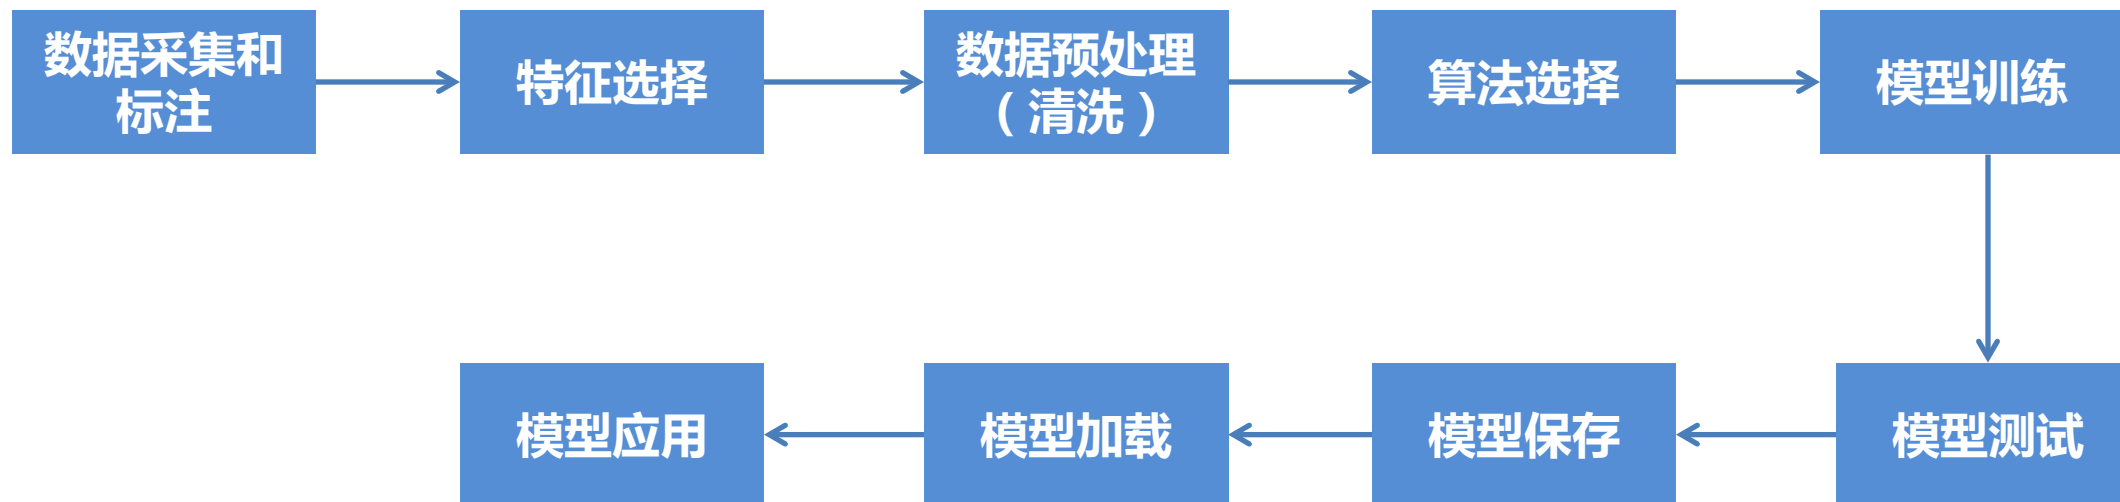 数据采集和
标注
特征选择
数据预处理
（清洗）
算法选择
模型训练
模型测试
模型保存
模型加载
模型应用